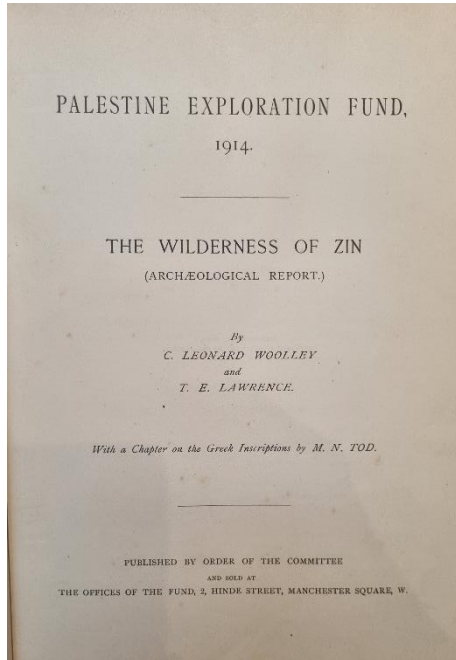 PALESTINE EXPLORATION FUND,
1914.
THE WILDERNESS OF ZIN
(ARCHÆOLOGICAL REPORT.)
By
C. LEONARD WOOLLEY
and
T. E. LAWRENCE.
With a Chapter on the Greek Inscriptions by M. N. TOD.
PUBLISHED BY ORDER OF THE COMMITTEE
AND SOLD AT
THE OFFICES OF THE FUND, 2, HINDE STREET, MANCHESTER SQUARE, W.